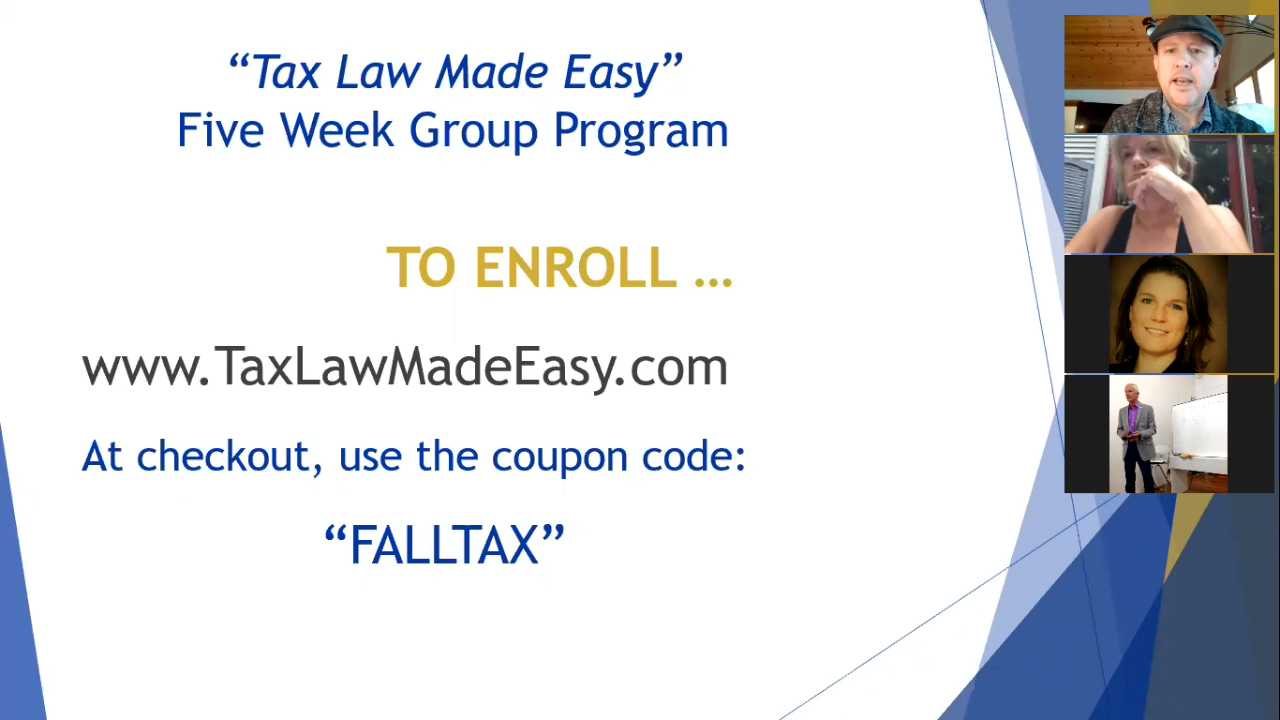 “Tax Law Made Easy”
Five Week Group Program
TO ENROLL ...
www.TaxLawMadeEasy.com
At checkout, use the coupon code:
“FALLTAX”